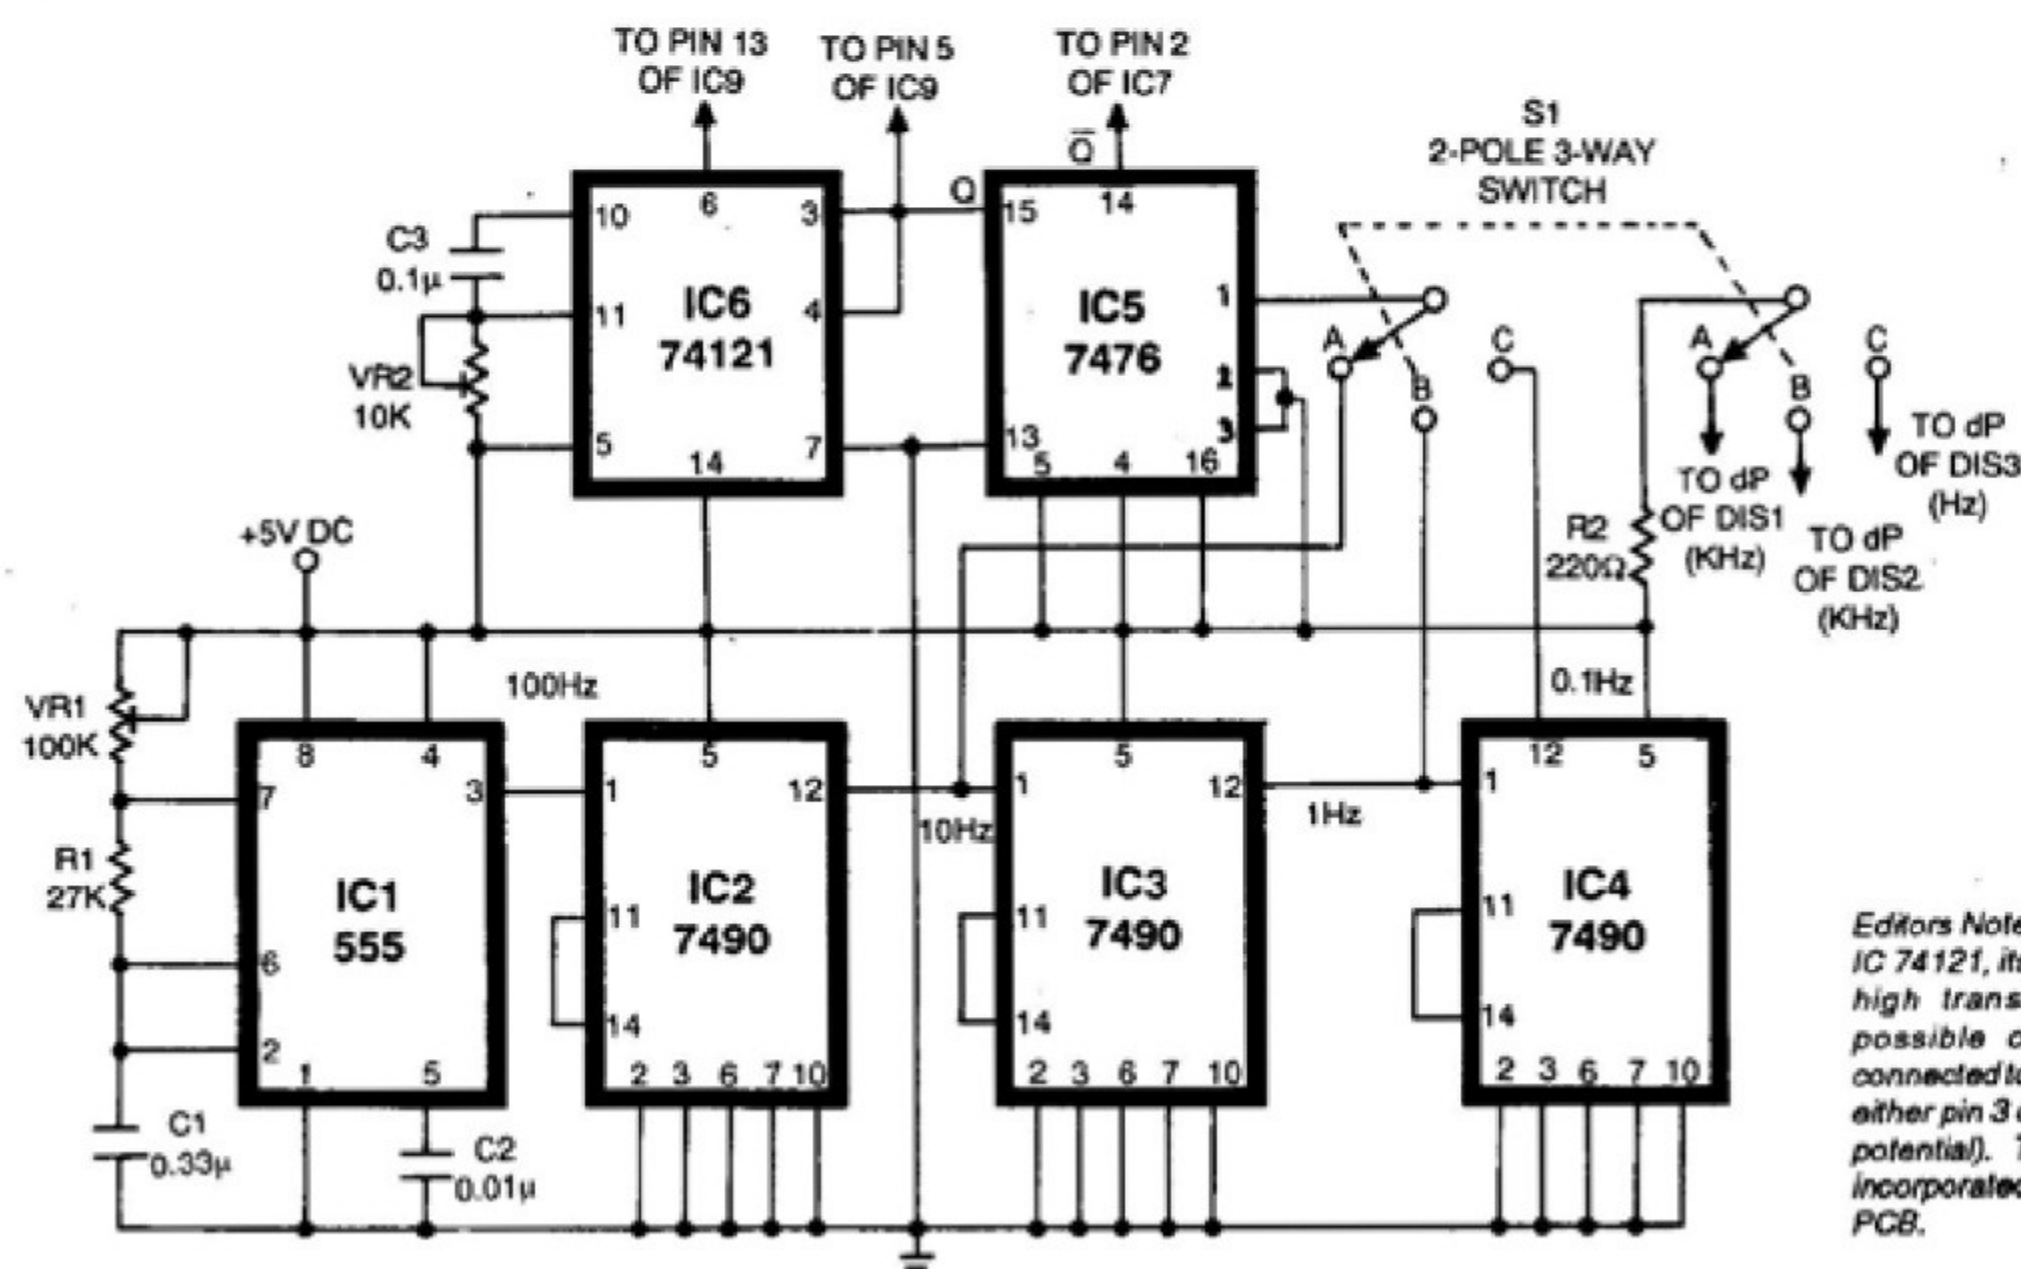 TO PIN 13
OF IC9
TO PIN 5
OF IC9
TO PIN 2
OF IC7
Q̅
S1
2-POLE 3-WAY
SWITCH
10
6
3
Q
15
14
C3
0.1µ
IC6
74121
11
4
IC5
7476
1
2
3
A
B
C
A
B
C
VR2
10K
5
14
7
13
5
4
16
TO dP
OF DIS1
(KHz)
TO dP
OF DIS2
(KHz)
TO dP
OF DIS3
(Hz)
R2
220Ω
+5V DC
100Hz
0.1Hz
VR1
100K
8
4
7
3
R1
27K
IC1
555
6
2
1
5
C1
0.33µ
C2
0.01µ
5
1
12
IC2
7490
11
14
2 3 6 7 10
10Hz
5
1
12
IC3
7490
11
14
2 3 6 7 10
1Hz
12
5
1
IC4
7490
11
14
2 3 6 7 10
Editors Note
IC 74121, its
high trans
possible c
connected to
either pin 3
potential). T
incorporated
PCB.